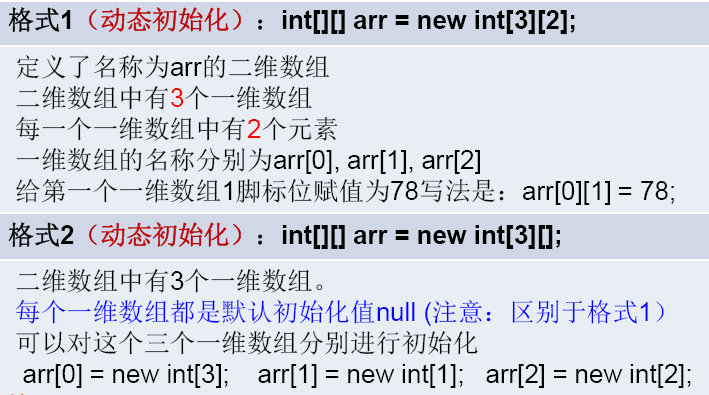 格式1（动态初始化）：int[][] arr = new int[3][2];
定义了名称为arr的二维数组
二维数组中有3个一维数组
每一个一维数组中有2个元素
一维数组的名称分别为arr[0], arr[1], arr[2]
给第一个一维数组1脚标位赋值为78写法是：arr[0][1] = 78;
格式2（动态初始化）：int[][] arr = new int[3][];
二维数组中有3个一维数组。
每个一维数组都是默认初始化值null (注意：区别于格式1）
可以对这个三个一维数组分别进行初始化
arr[0] = new int[3]; arr[1] = new int[1]; arr[2] = new int[2];